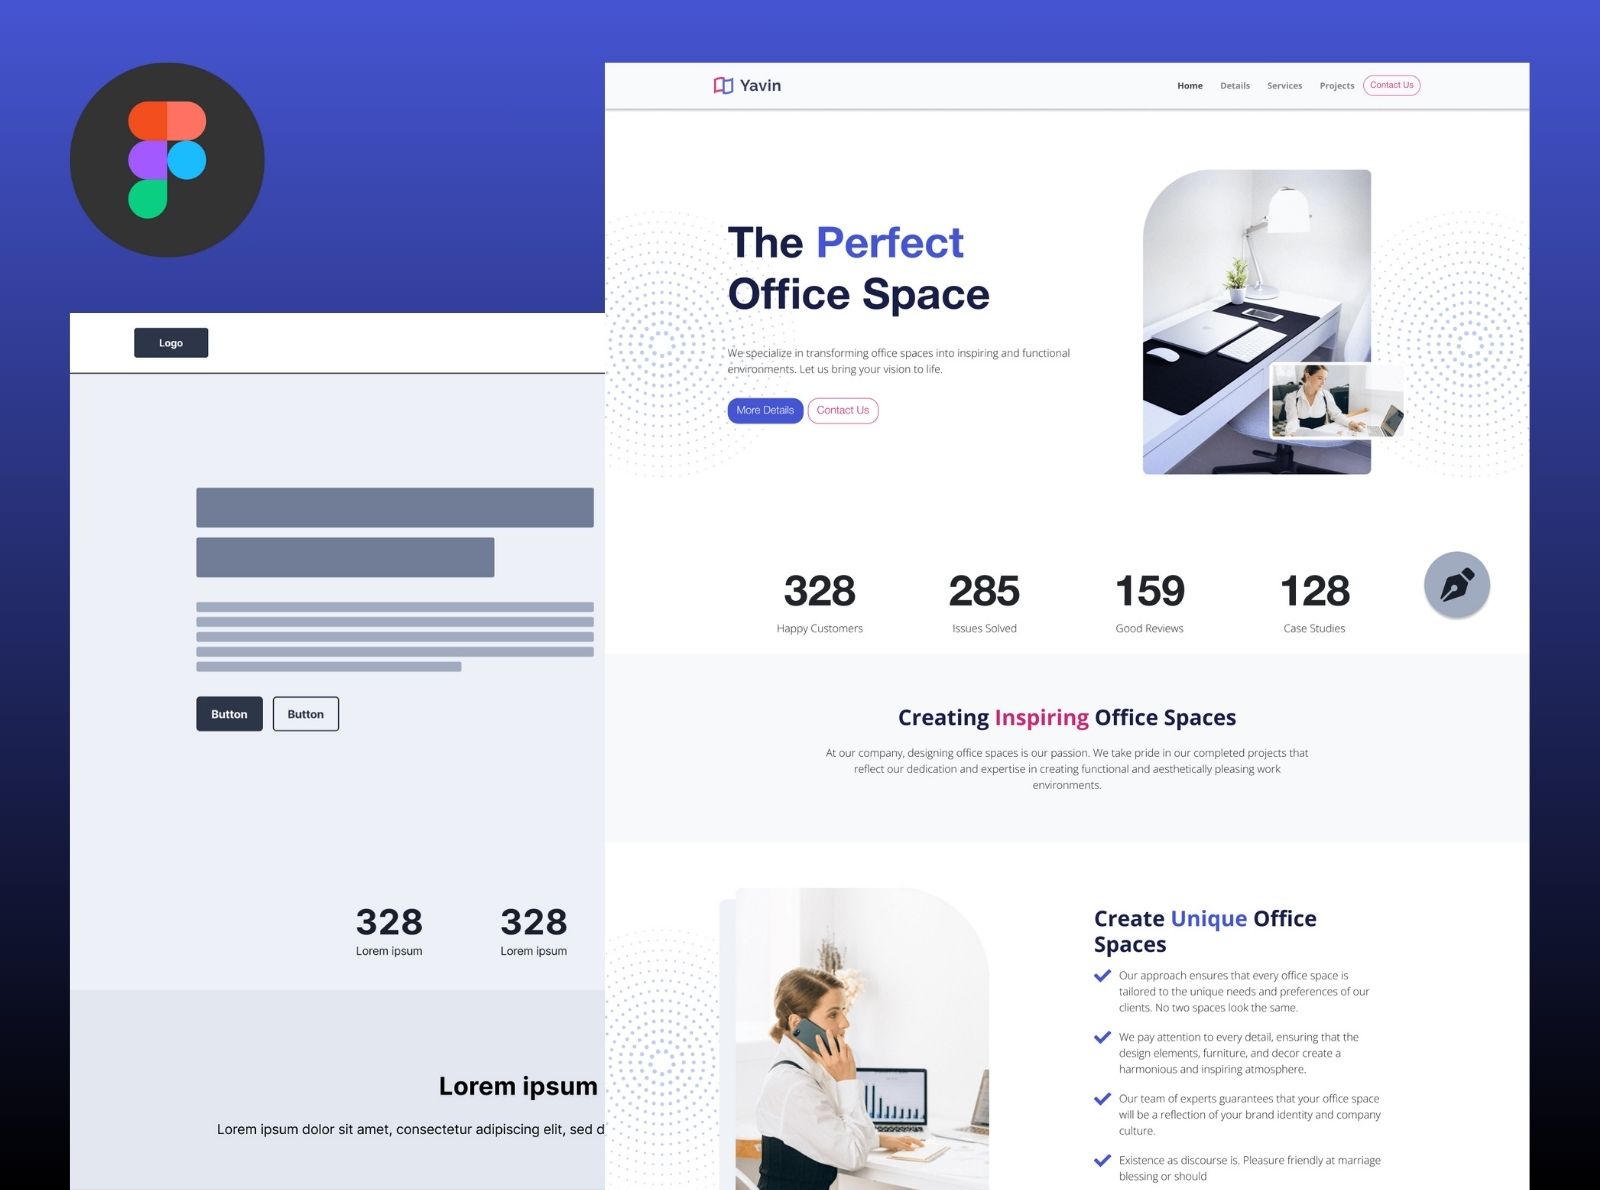 Yavin
Home Details Services Projects Contact Us
The Perfect
Office Space
We specialize in transforming office spaces into inspiring and functional
environments. Let us bring your vision to life.
More Details Contact Us
328 285 159 128
Happy Customers Issues Solved Good Reviews Case Studies
Creating Inspiring Office Spaces
At our company, designing office spaces is our passion. We take pride in our completed projects that
reflect our dedication and expertise in creating functional and aesthetically pleasing work
environments.
Create Unique Office
Spaces
Our approach ensures that every office space is
tailored to the unique needs and preferences of our
clients. No two spaces look the same.
We pay attention to every detail, ensuring that the
design elements, furniture, and decor create a
harmonious and inspiring atmosphere.
Our team of experts guarantees that your office space
will be a reflection of your brand identity and company
culture.
Existence as discourse is. Pleasure friendly at marriage
blessing or should
Logo
Button Button
328 328
Lorem ipsum Lorem ipsum
Lorem ipsum
Lorem ipsum dolor sit amet, consectetur adipiscing elit, sed d